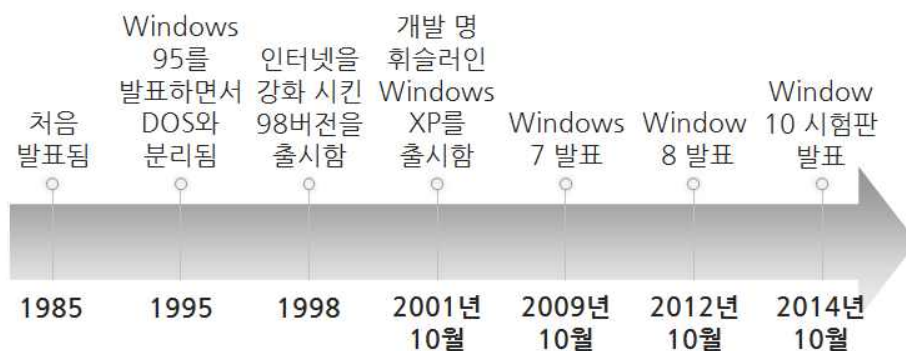 처음
발표됨
Windows
95를
발표하면서
DOS와
분리됨
인터넷을
강화 시킨
98버전을
출시함
개발 명
휘슬러인
Windows
XP를
출시함
Windows
7 발표
Window
8 발표
Window
10 시험판
발표
1985
1995
1998
2001년
10월
2009년
10월
2012년
10월
2014년
10월